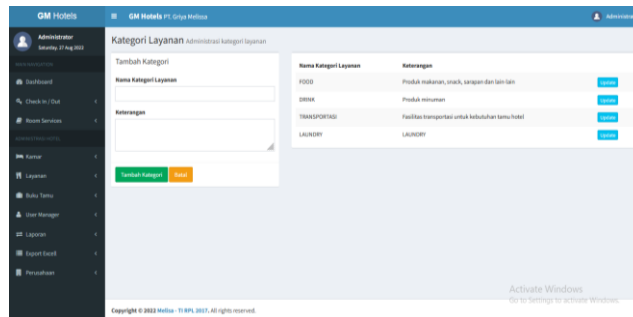 GM Hotels
GM Hotels PT. Griya Melissa
Administrator
Administrator
Saturday, 27 Aug 2022
MAIN NAVIGATION
Dashboard
Check In / Out
Room Services
ADMINISTRASI HOTEL
Kamar
Layanan
Buku Tamu
User Manager
Laporan
Export Excell
Perusahaan
Kategori Layanan Administrasi kategori layanan
Tambah Kategori
Nama Kategori Layanan
Keterangan
Tambah Kategori Batal
Nama Kategori Layanan Keterangan
FOOD Produk makanan, snack, sarapan dan lain-lain Update
DRINK Produk minuman Update
TRANSPORTASI Fasilitas transportasi untuk kebutuhan tamu hotel Update
LAUNDRY LAUNDRY Update
Activate Windows
Go to Settings to activate Windows.
Copyright © 2022 Melisa - TI RPL 2017. All rights reserved.